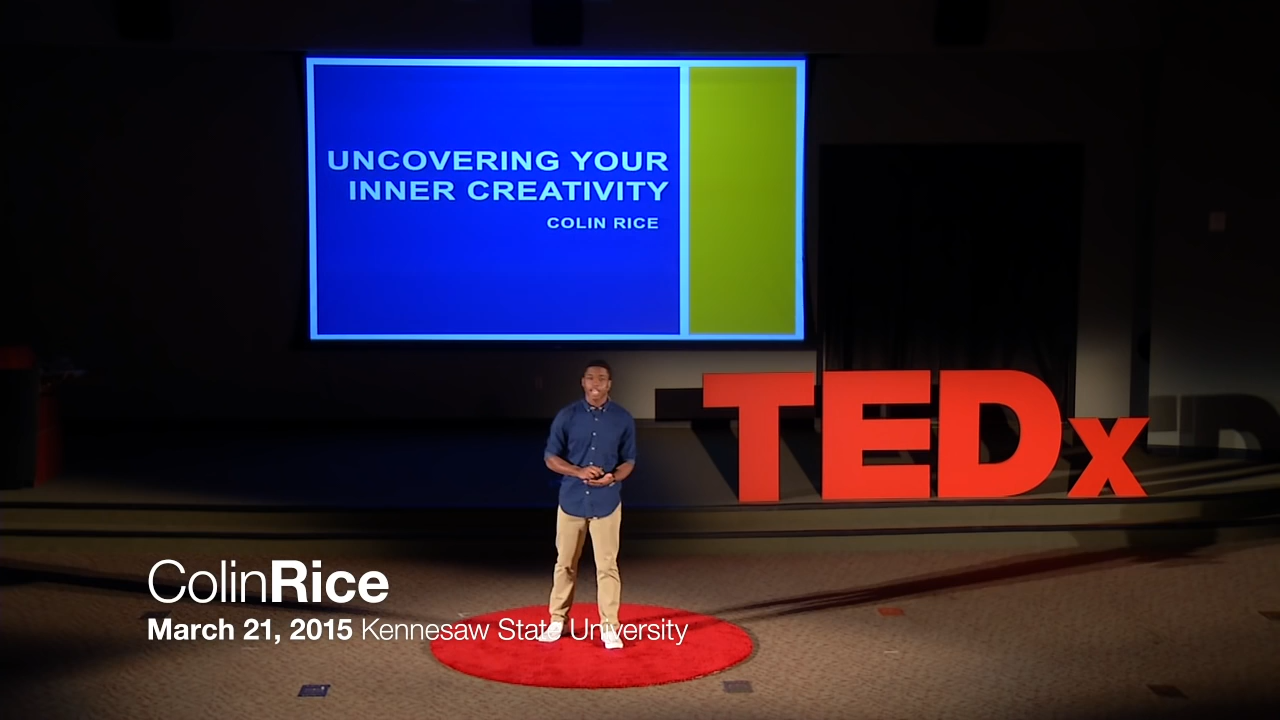 UNCOVERING YOUR
INNER CREATIVITY
COLIN RICE
TEDx
ColinRice
March 21, 2015 Kennesaw State University